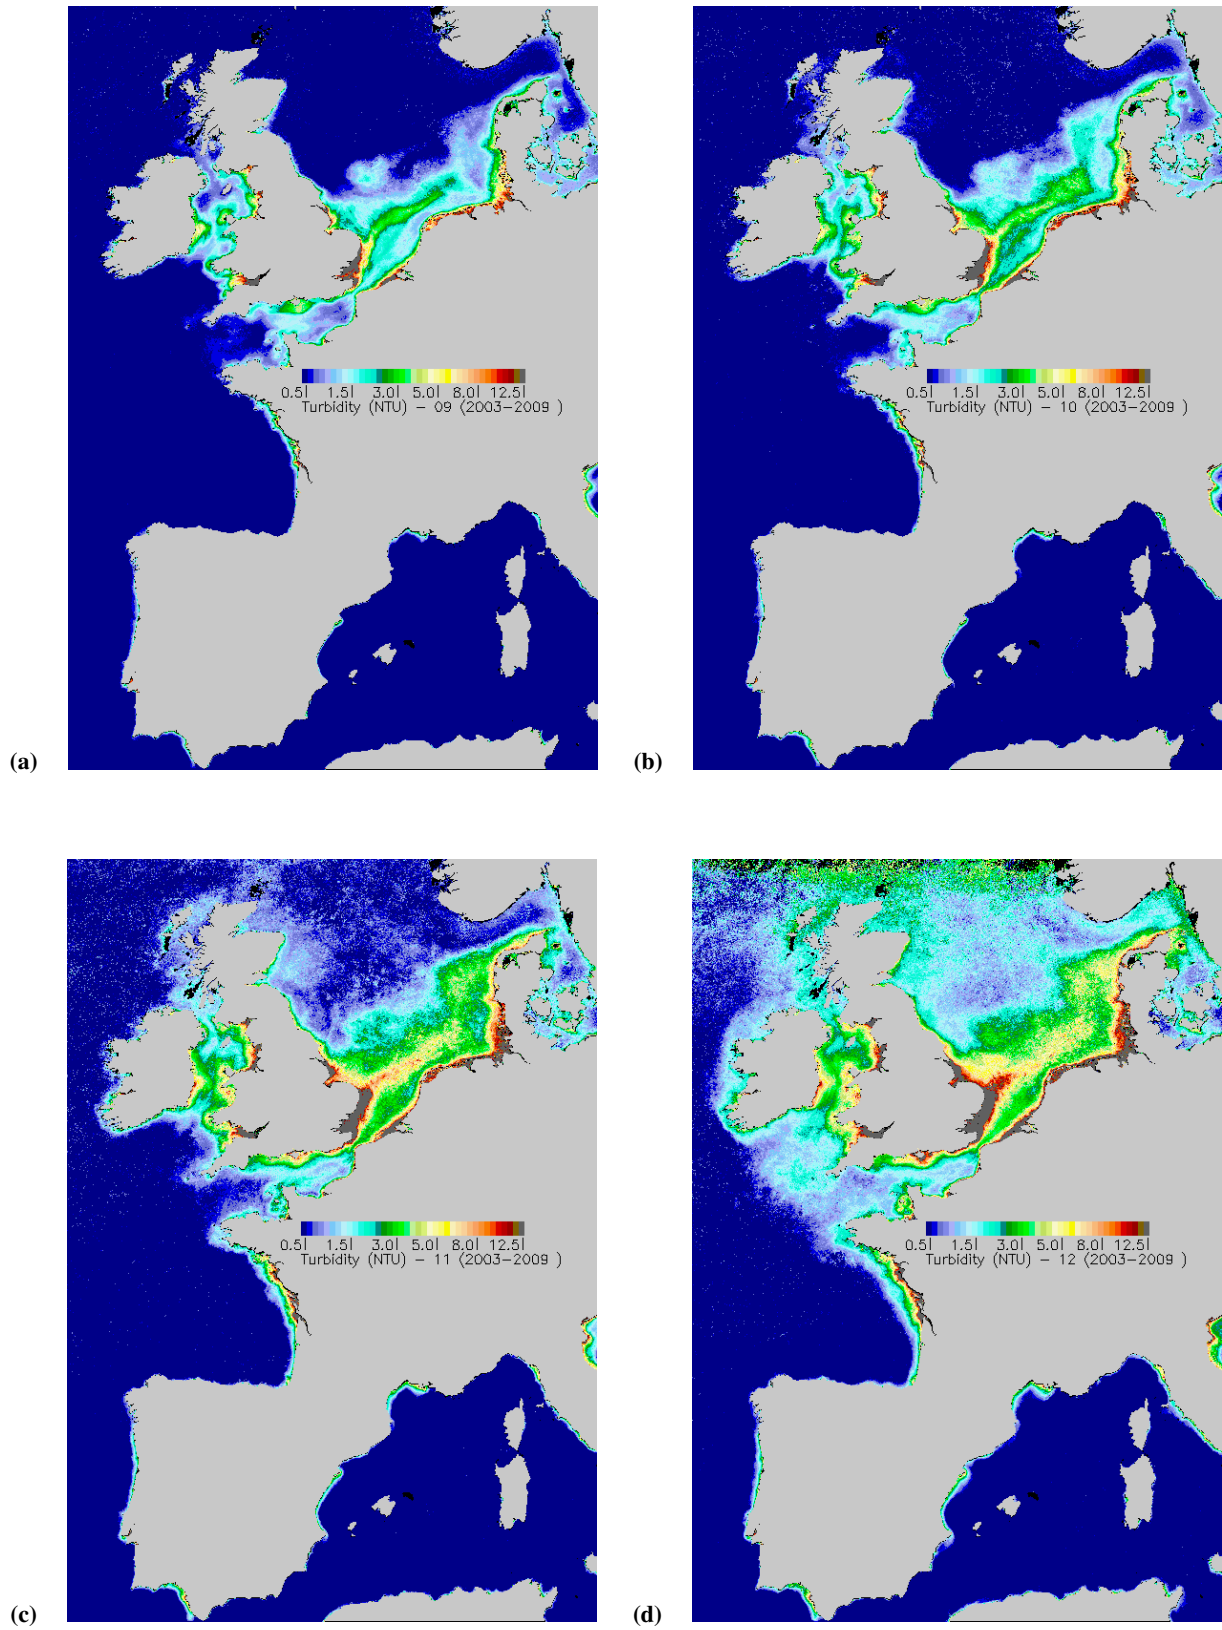 0.5| 1.5| 3.0| 5.0| 8.0| 12.5|
Turbidity (NTU) - 09 (2003-2009 )
0.5| 1.5| 3.0| 5.0| 8.0| 12.5|
Turbidity (NTU) - 10 (2003-2009 )
(a)
(b)
0.5| 1.5| 3.0| 5.0| 8.0| 12.5|
Turbidity (NTU) - 11 (2003-2009 )
0.5| 1.5| 3.0| 5.0| 8.0| 12.5|
Turbidity (NTU) - 12 (2003-2009 )
(c)
(d)